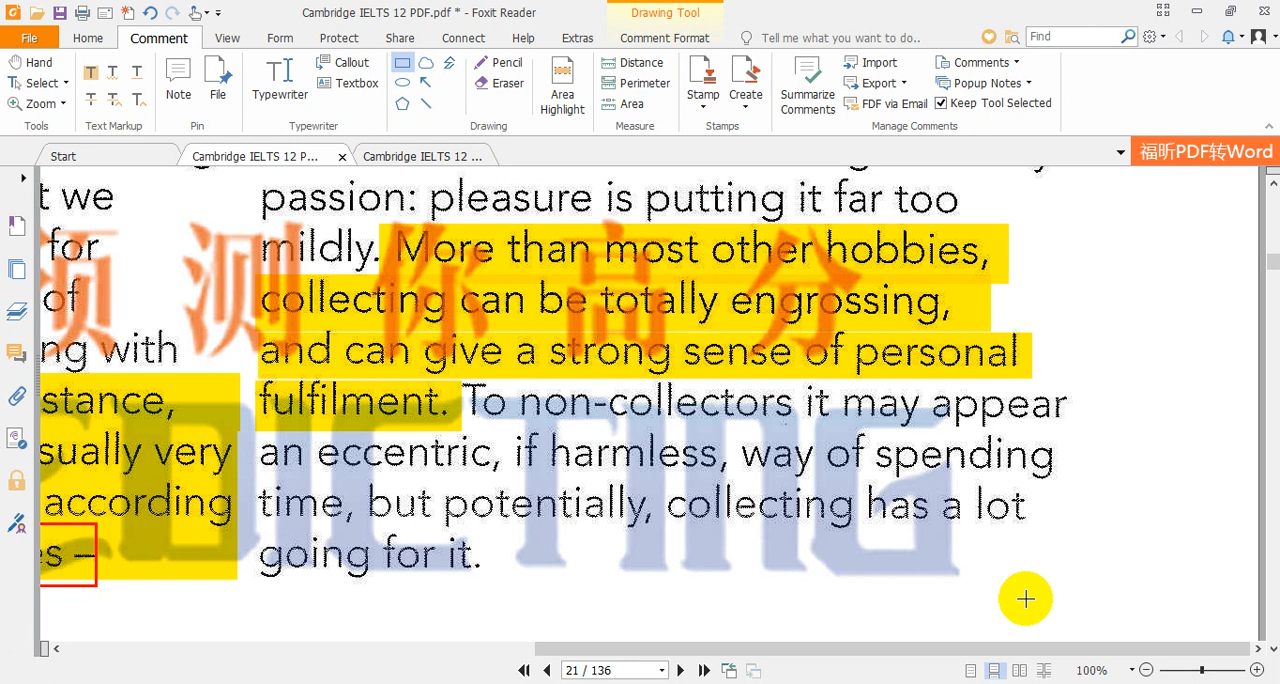 Cambridge IELTS 12 PDF.pdf * - Foxit Reader
Drawing Tool
File Home Comment View Form Protect Share Connect Help Extras Comment Format Tell me what you want to do.. Find
Hand
Select
Zoom
Tools
T T T
T T T
Text Markup
Note
File
Pin
Typewriter
Callout
Textbox
Typewriter
Pencil
Eraser
Area
Highlight
Drawing
Distance
Perimeter
Area
Measure
Stamp
Create
Stamps
Summarize
Comments
Import
Export
FDF via Email
Comments
Popup Notes
Keep Tool Selected
Manage Comments
Start
Cambridge IELTS 12 P... x
Cambridge IELTS 12 ...
福昕PDF转Word
t we
for
of
ng with
stance,
sually very
according
es –
passion: pleasure is putting it far too
mildly. More than most other hobbies,
collecting can be totally engrossing,
and can give a strong sense of personal
fulfilment. To non-collectors it may appear
an eccentric, if harmless, way of spending
time, but potentially, collecting has a lot
going for it.
预测你高分
EDICTING
21 / 136
100%